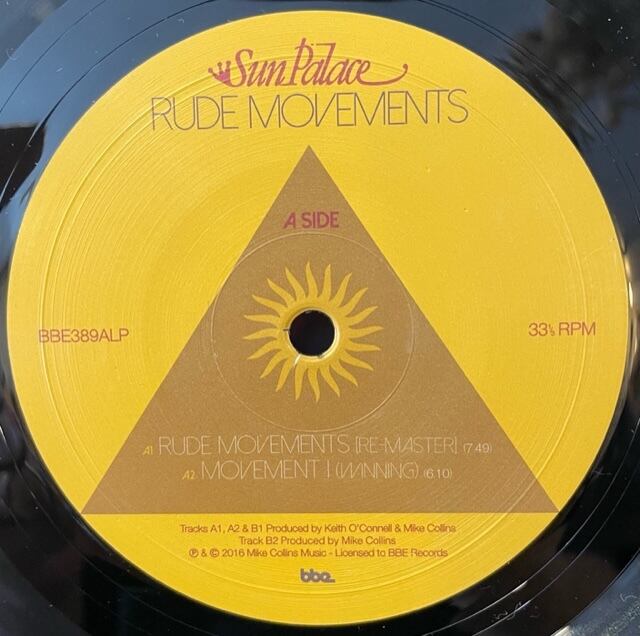 Sun Palace
RUDE MOVEMENTS
A SIDE
BBE389ALP
33⅓ RPM
A1 RUDE MOVEMENTS [RE-MASTER] (7.49)
A2 MOVEMENT I (WINNING) (6.10)
Tracks A1, A2 & B1 Produced by Keith O'Connell & Mike Collins
Track B2 Produced by Mike Collins
℗ & © 2016 Mike Collins Music - Licensed to BBE Records
bbe.